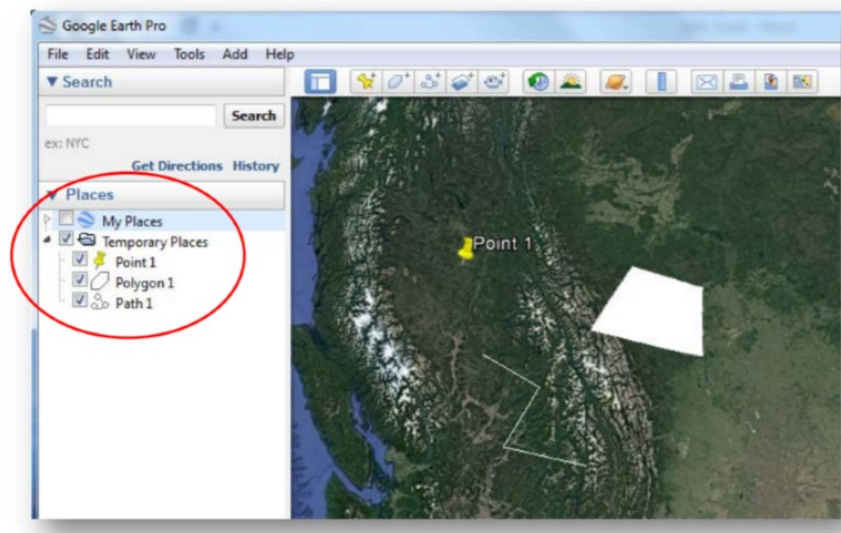 Google Earth Pro
File Edit View Tools Add Help
Search
Search
ex: NYC
Get Directions History
Places
My Places
Temporary Places
Point 1
Polygon 1
Path 1
Point 1